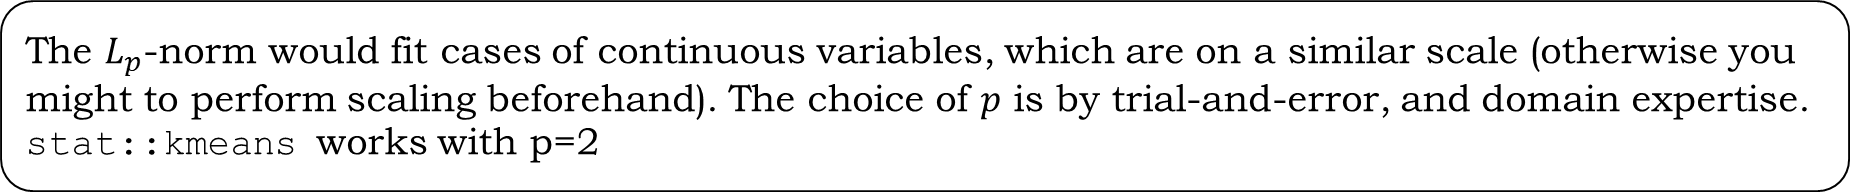 The Lₚ-norm would fit cases of continuous variables, which are on a similar scale (otherwise you
might to perform scaling beforehand). The choice of p is by trial-and-error, and domain expertise.
stat::kmeans works with p=2